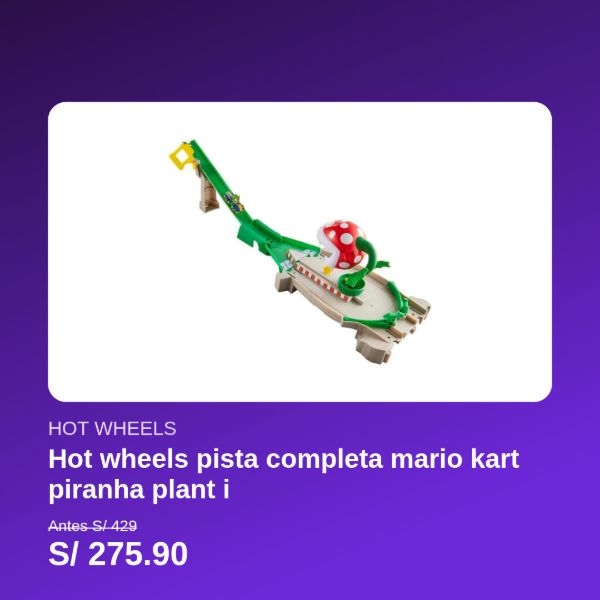 HOT WHEELS
Hot wheels pista completa mario kart
piranha plant i
Antes S/ 429
S/ 275.90